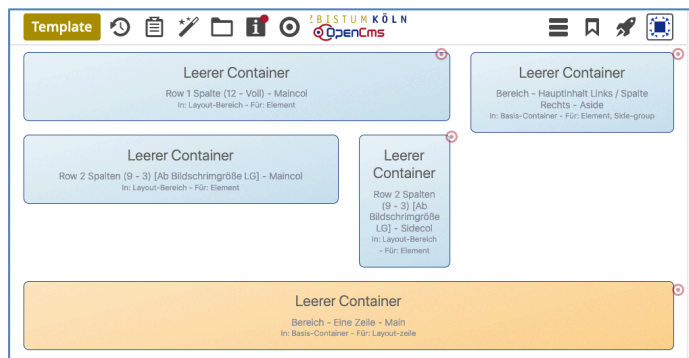 Template
BISTUM KÖLN
OpenCms
Leerer Container
Row 1 Spalte (12 - Voll) - Maincol
In: Layout-Bereich - Für: Element
Leerer Container
Bereich - Hauptinhalt Links / Spalte
Rechts - Aside
In: Basis-Container - Für: Element, Side-group
Leerer Container
Row 2 Spalten (9 - 3) [Ab Bildschrimgröße LG] - Maincol
In: Layout-Bereich - Für: Element
Leerer
Container
Row 2 Spalten
(9 - 3) [Ab
Bildschrimgröße
LG] - Sidecol
In: Layout-Bereich
- Für: Element
Leerer Container
Bereich - Eine Zeile - Main
In: Basis-Container - Für: Layout-zeile